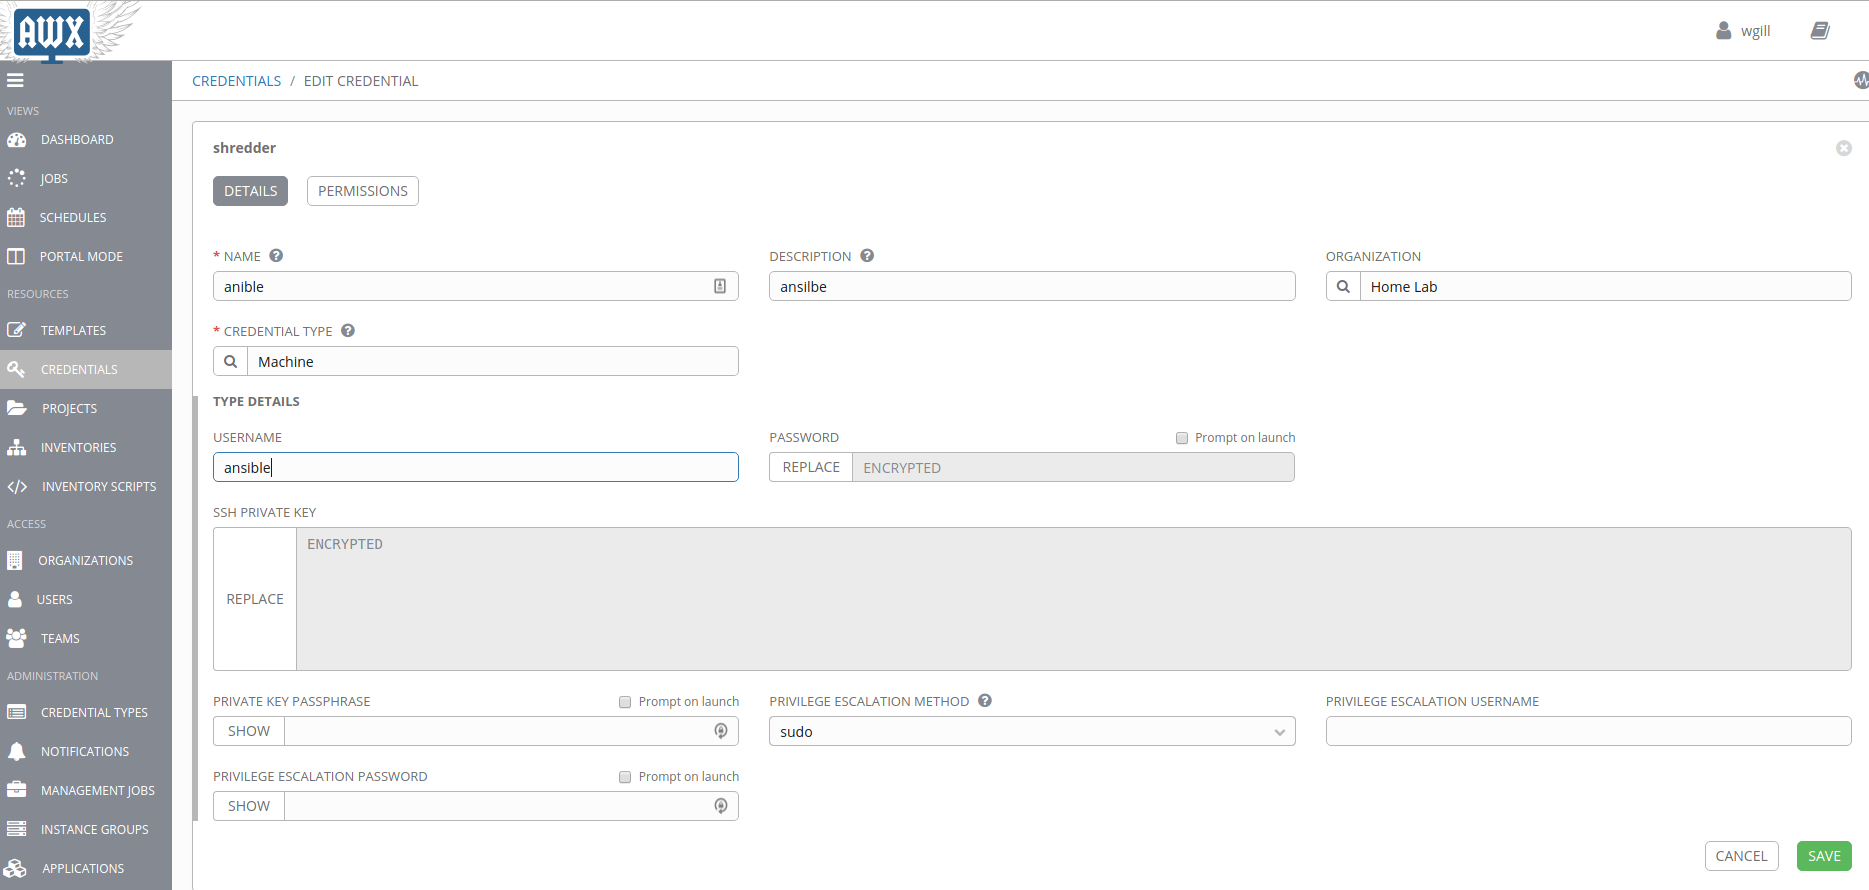 AWX
wgill
CREDENTIALS / EDIT CREDENTIAL
VIEWS
DASHBOARD
JOBS
SCHEDULES
PORTAL MODE
RESOURCES
TEMPLATES
CREDENTIALS
PROJECTS
INVENTORIES
INVENTORY SCRIPTS
ACCESS
ORGANIZATIONS
USERS
TEAMS
ADMINISTRATION
CREDENTIAL TYPES
NOTIFICATIONS
MANAGEMENT JOBS
INSTANCE GROUPS
APPLICATIONS
shredder
DETAILS PERMISSIONS
* NAME ? DESCRIPTION ? ORGANIZATION
anible ansilbe Home Lab
* CREDENTIAL TYPE ?
Machine
TYPE DETAILS
USERNAME PASSWORD Prompt on launch
ansible REPLACE ENCRYPTED
SSH PRIVATE KEY
ENCRYPTED
REPLACE
PRIVATE KEY PASSPHRASE Prompt on launch PRIVILEGE ESCALATION METHOD ? PRIVILEGE ESCALATION USERNAME
SHOW sudo
PRIVILEGE ESCALATION PASSWORD Prompt on launch
SHOW
CANCEL SAVE